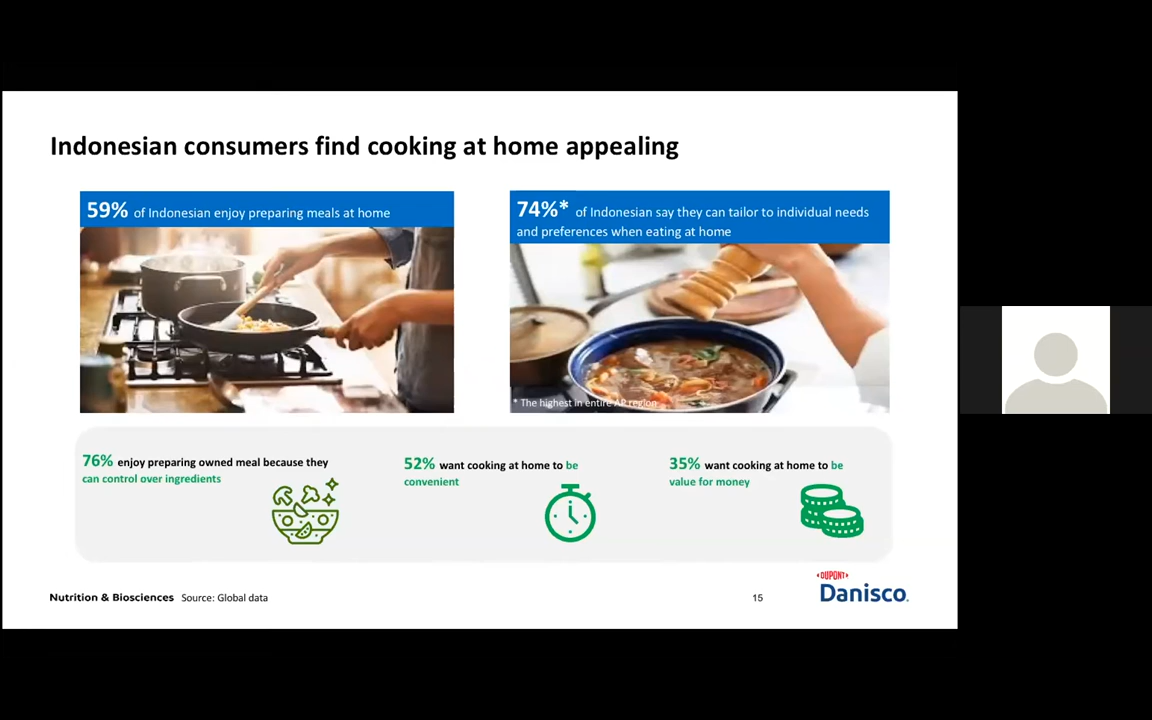 Indonesian consumers find cooking at home appealing
59% of Indonesian enjoy preparing meals at home
74%* of Indonesian say they can tailor to individual needs
and preferences when eating at home
* The highest in entire AP region
76% enjoy preparing owned meal because they
can control over ingredients
52% want cooking at home to be
convenient
35% want cooking at home to be
value for money
Nutrition & Biosciences Source: Global data
15
DUPONT
Danisco.